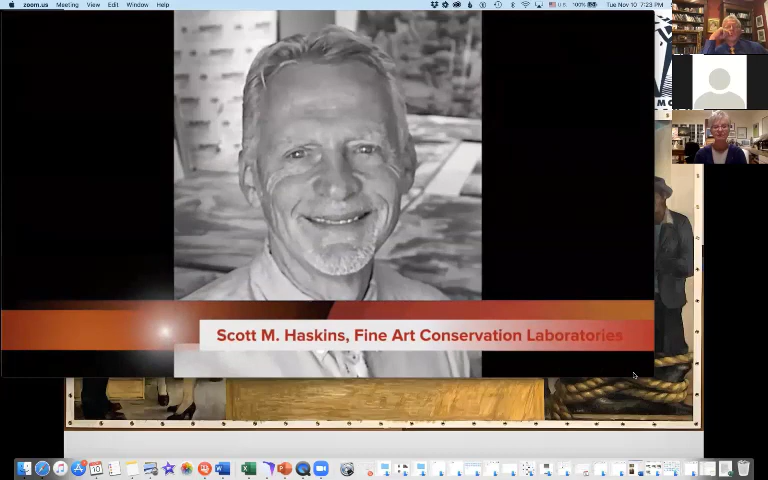 zoom.us Meeting View Edit Window Help
100% Tue Nov 10 7:23 PM
Scott M. Haskins, Fine Art Conservation Laboratories